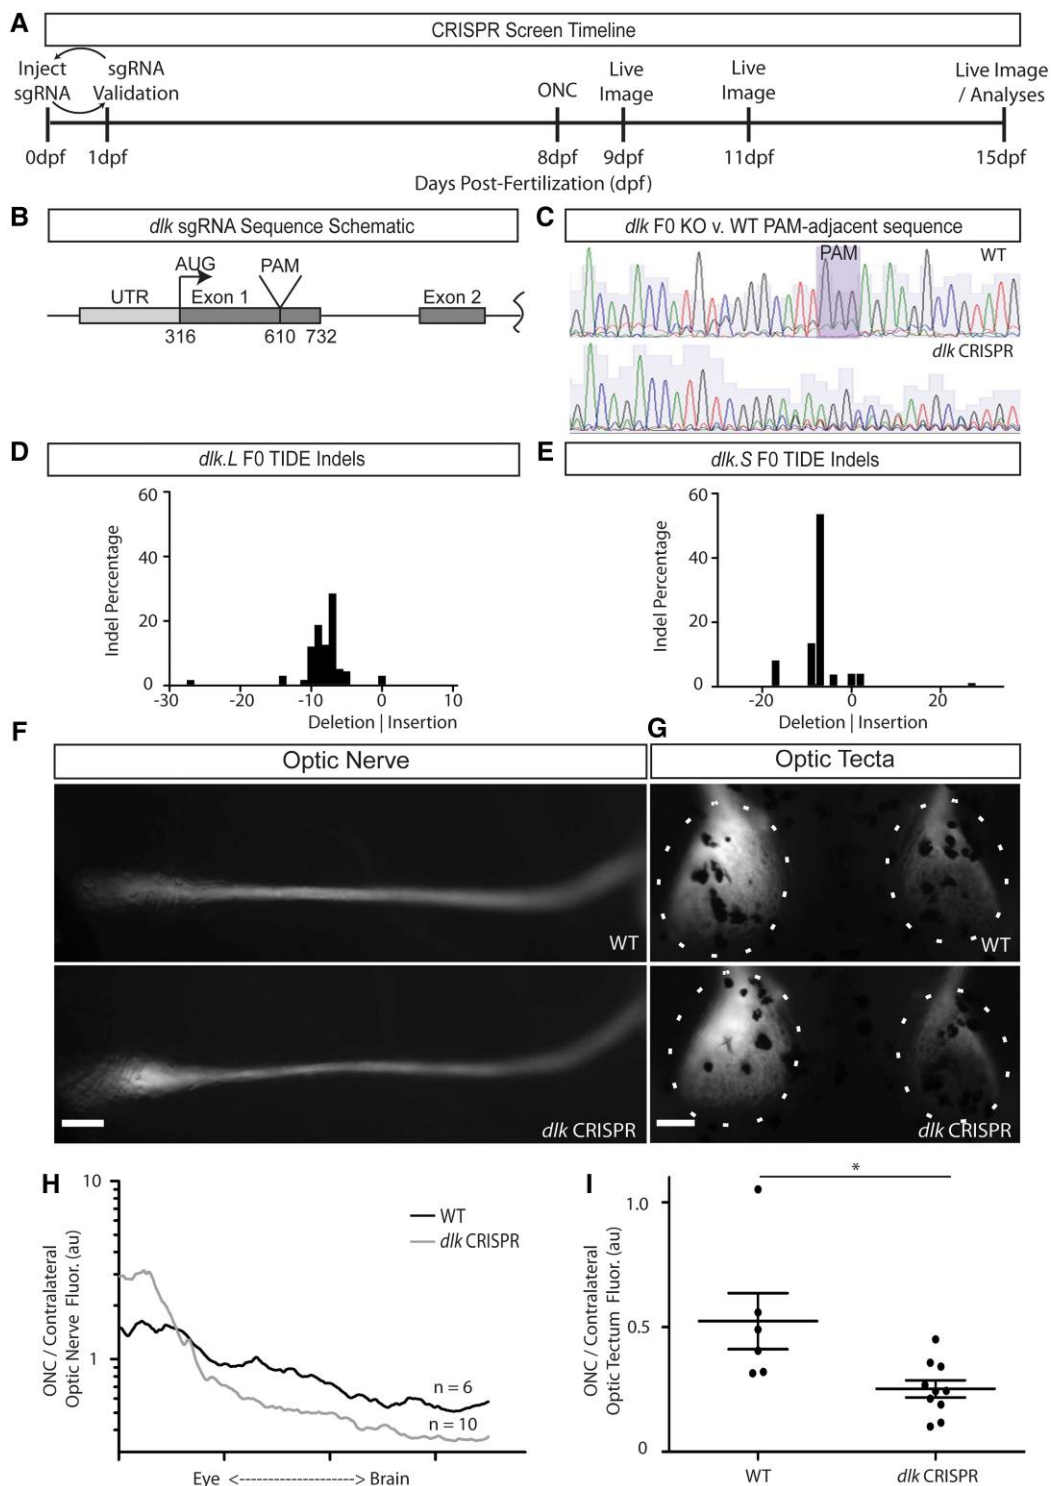 A
CRISPR Screen Timeline
Inject
sgRNA
sgRNA
Validation
ONC
Live
Image
Live
Image
Live Image
/ Analyses
0dpf 1dpf 8dpf 9dpf 11dpf 15dpf
Days Post-Fertilization (dpf)
B
dlk sgRNA Sequence Schematic
AUG
PAM
UTR
Exon 1
Exon 2
316 610 732
C
dlk F0 KO v. WT PAM-adjacent sequence
PAM
WT
dlk CRISPR
D
dlk.L F0 TIDE Indels
Indel Percentage
60
40
20
0
-30 -20 -10 0 10
Deletion | Insertion
E
dlk.S F0 TIDE Indels
Indel Percentage
60
40
20
0
-20 0 20
Deletion | Insertion
F
Optic Nerve
WT
dlk CRISPR
G
Optic Tecta
WT
dlk CRISPR
H
ONC / Contralateral
Optic Nerve Fluor. (au)
10
1
WT
dlk CRISPR
n = 6
n = 10
Eye <--------------------> Brain
I
ONC / Contralateral
Optic Tectum Fluor. (au)
1.0
0.5
0
*
WT
dlk CRISPR